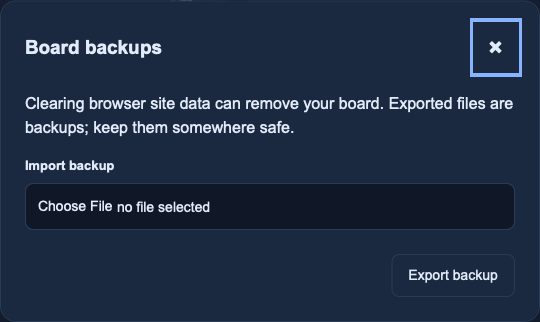 Board backups
✖
Clearing browser site data can remove your board. Exported files are
backups; keep them somewhere safe.
Import backup
Choose File no file selected
Export backup